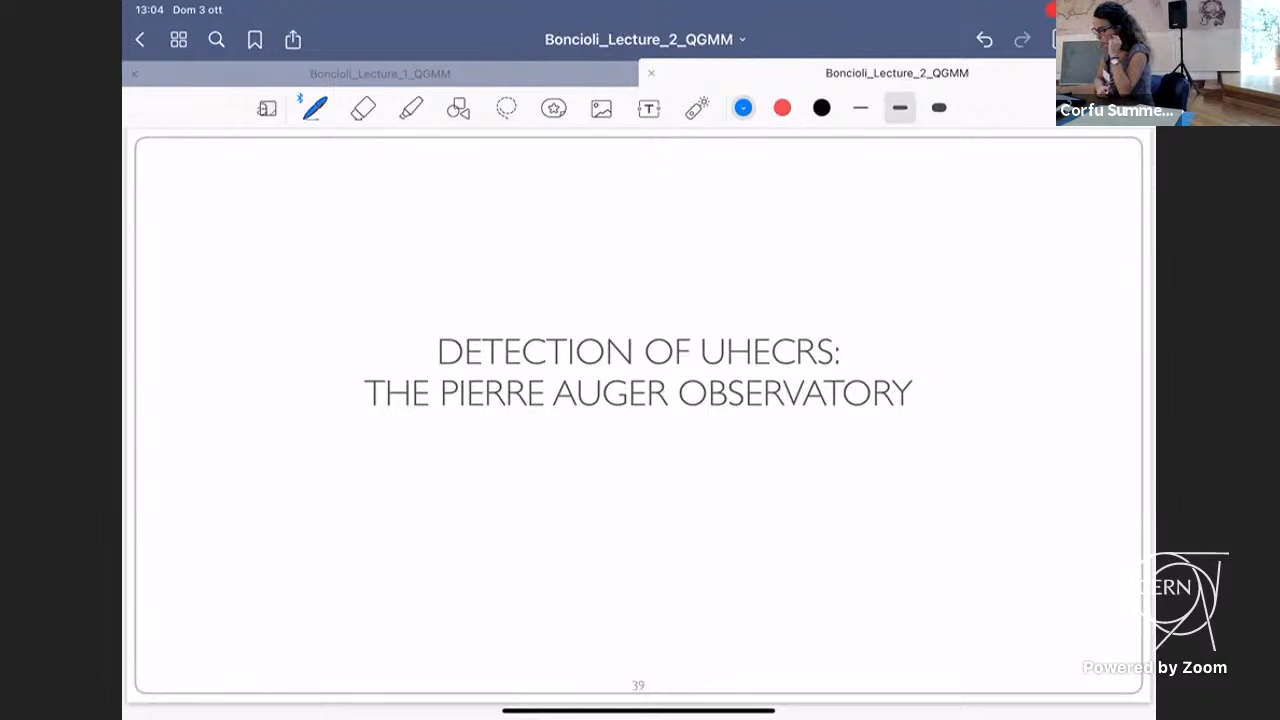 13:04 Dom 3 ott
Boncioli_Lecture_2_QGMM
Boncioli_Lecture_1_QGMM
Boncioli_Lecture_2_QGMM
T
Corfu Summe...
DETECTION OF UHECRS:
THE PIERRE AUGER OBSERVATORY
39
CERN
Powered by Zoom